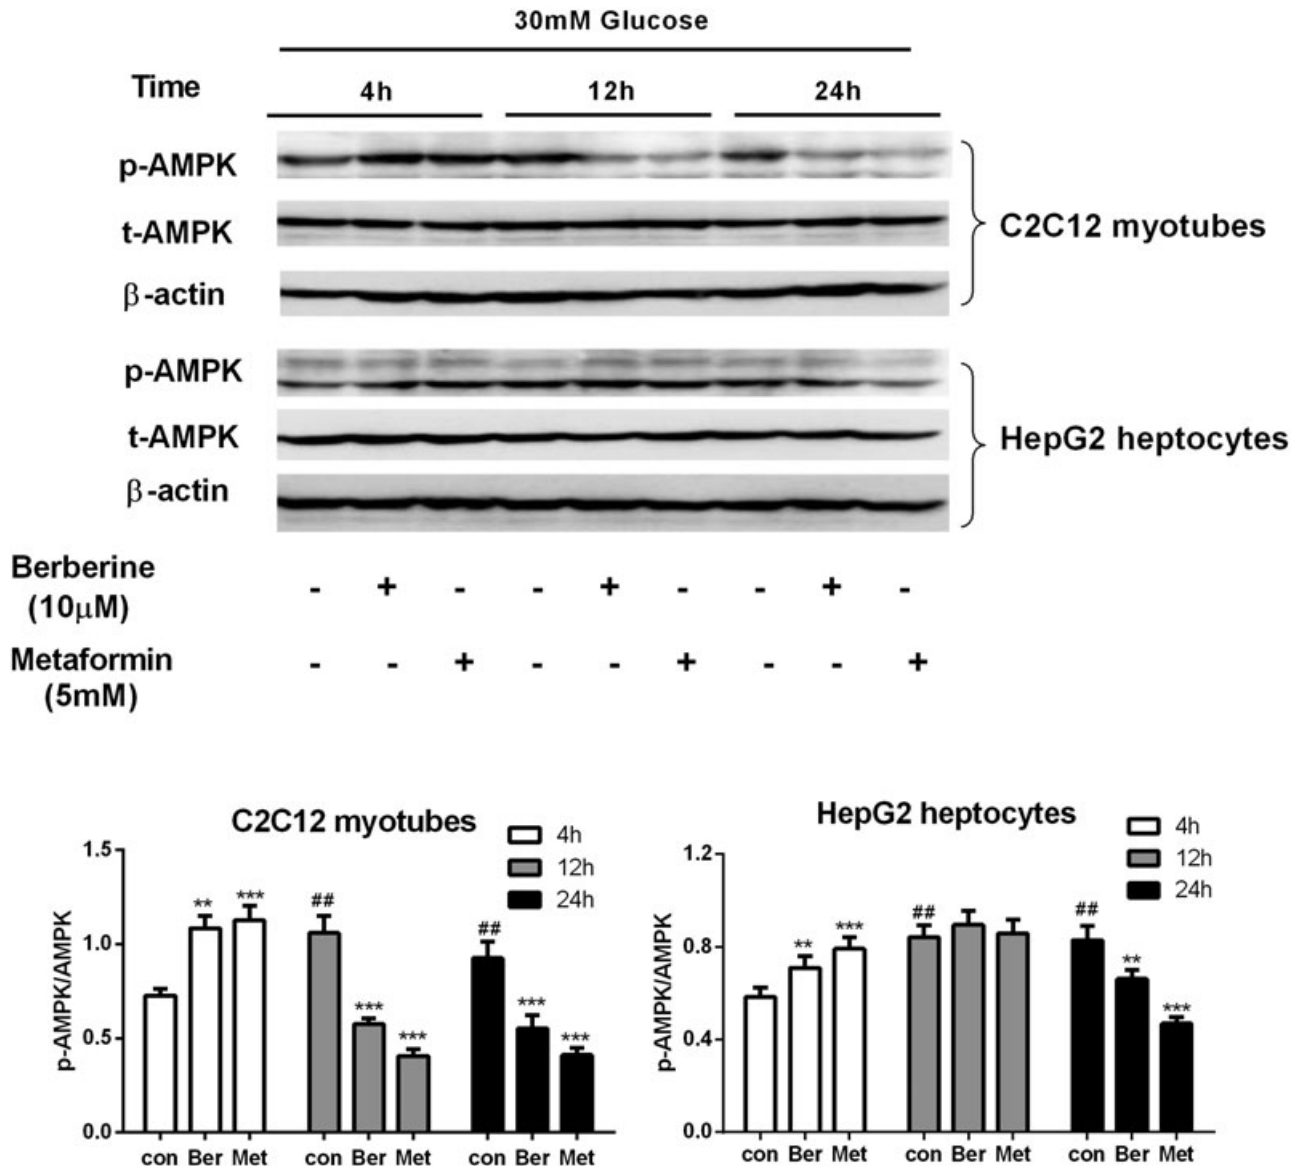 30mM Glucose
Time 4h 12h 24h
p-AMPK
t-AMPK
β-actin
C2C12 myotubes
p-AMPK
t-AMPK
β-actin
HepG2 heptocytes
Berberine
(10μM)
- + - - + - - + -
Metaformin
(5mM)
- - + - - + - - +
C2C12 myotubes
4h
12h
24h
p-AMPK/AMPK
1.5
1.0
0.5
0.0
** *** ## *** *** ## *** ***
con Ber Met con Ber Met con Ber Met
HepG2 heptocytes
4h
12h
24h
p-AMPK/AMPK
1.2
0.8
0.4
0.0
** *** ## ## ** ***
con Ber Met con Ber Met con Ber Met